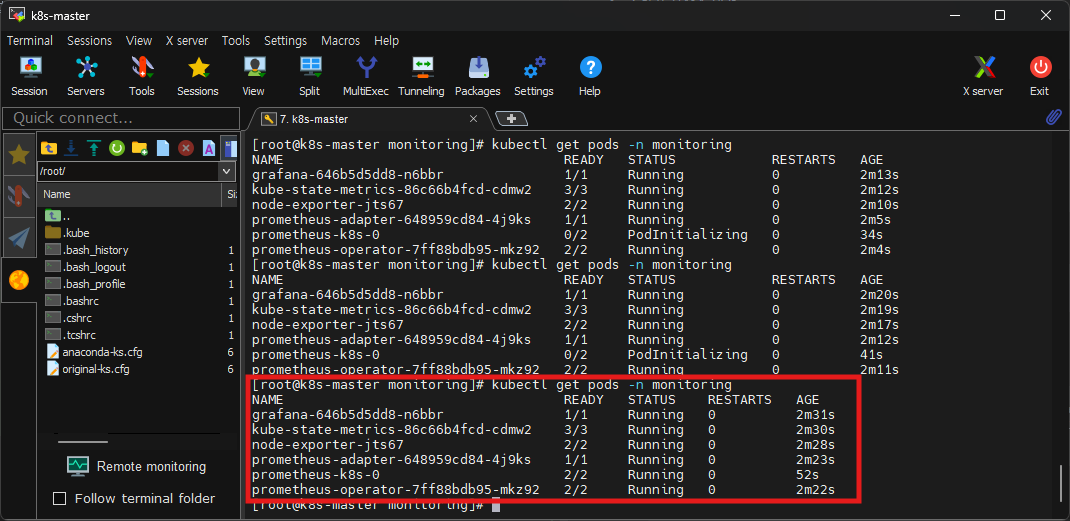 k8s-master
Terminal Sessions View X server Tools Settings Macros Help
Session Servers Tools Sessions View Split MultiExec Tunneling Packages Settings Help X server Exit
Quick connect...
7. k8s-master
/root/
Name Siz
..
.kube
.bash_history 1
.bash_logout 1
.bash_profile 1
.bashrc 1
.cshrc 1
.tcshrc 1
anaconda-ks.cfg 6
original-ks.cfg 6
Remote monitoring
Follow terminal folder
[root@k8s-master monitoring]# kubectl get pods -n monitoring
NAME READY STATUS RESTARTS AGE
grafana-646b5d5dd8-n6bbr 1/1 Running 0 2m13s
kube-state-metrics-86c66b4fcd-cdmw2 3/3 Running 0 2m12s
node-exporter-jts67 2/2 Running 0 2m10s
prometheus-adapter-648959cd84-4j9ks 1/1 Running 0 2m5s
prometheus-k8s-0 0/2 PodInitializing 0 34s
prometheus-operator-7ff88bdb95-mkz92 2/2 Running 0 2m4s
[root@k8s-master monitoring]# kubectl get pods -n monitoring
NAME READY STATUS RESTARTS AGE
grafana-646b5d5dd8-n6bbr 1/1 Running 0 2m20s
kube-state-metrics-86c66b4fcd-cdmw2 3/3 Running 0 2m19s
node-exporter-jts67 2/2 Running 0 2m17s
prometheus-adapter-648959cd84-4j9ks 1/1 Running 0 2m12s
prometheus-k8s-0 0/2 PodInitializing 0 41s
prometheus-operator-7ff88bdb95-mkz92 2/2 Running 0 2m11s
[root@k8s-master monitoring]# kubectl get pods -n monitoring
NAME READY STATUS RESTARTS AGE
grafana-646b5d5dd8-n6bbr 1/1 Running 0 2m31s
kube-state-metrics-86c66b4fcd-cdmw2 3/3 Running 0 2m30s
node-exporter-jts67 2/2 Running 0 2m28s
prometheus-adapter-648959cd84-4j9ks 1/1 Running 0 2m23s
prometheus-k8s-0 2/2 Running 0 52s
prometheus-operator-7ff88bdb95-mkz92 2/2 Running 0 2m22s
[root@k8s-master monitoring]#